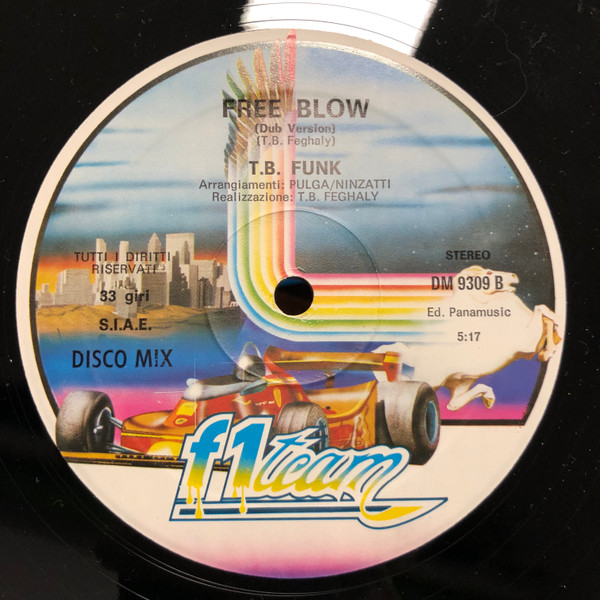 FREE BLOW
(Dub Version)
(T.B. Feghaly)
T.B. FUNK
Arrangiamenti: PULGA/NINZATTI
Realizzazione: T.B. FEGHALY
TUTTI I DIRITTI
RISERVATI
33 giri
S.I.A.E.
DISCO MIX
STEREO
DM 9309 B
Ed. Panamusic
5:17
f1 team